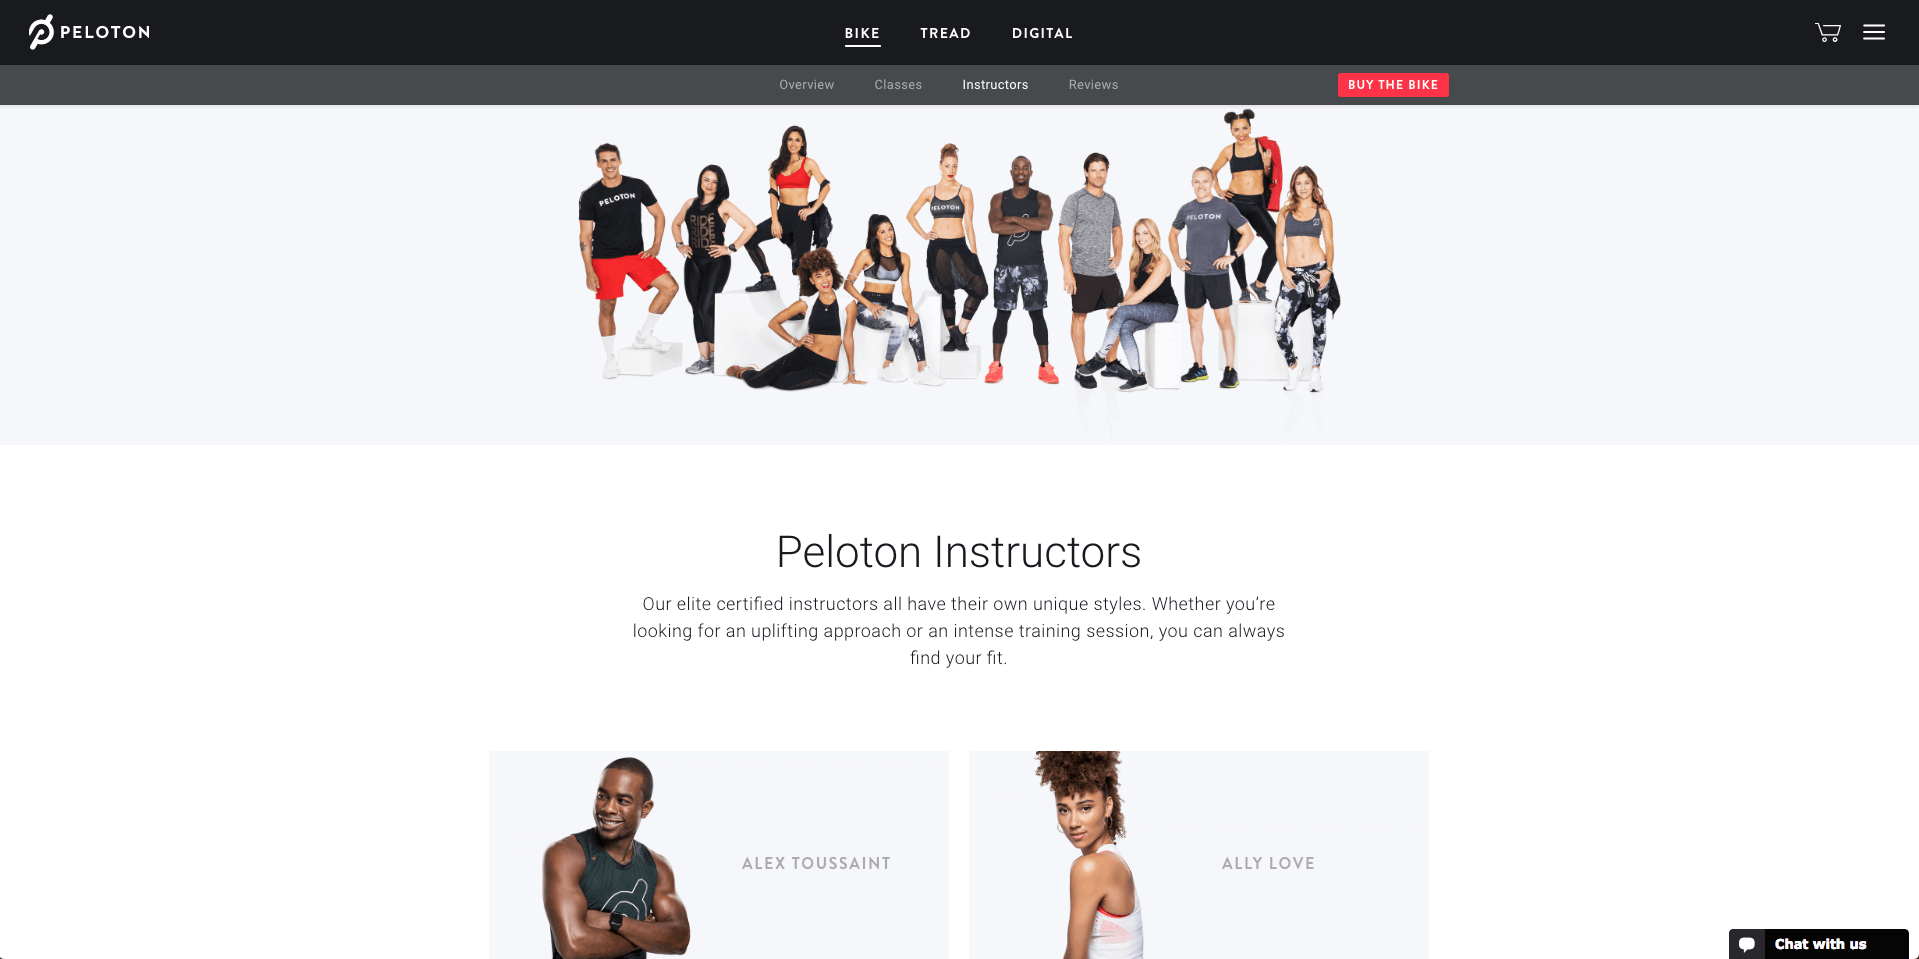 PELOTON
BIKE TREAD DIGITAL
Overview Classes Instructors Reviews BUY THE BIKE
PELOTON
RIDE
RIDE
RIDE
PELOTON
PELOTON
Peloton Instructors
Our elite certified instructors all have their own unique styles. Whether you’re
looking for an uplifting approach or an intense training session, you can always
find your fit.
ALEX TOUSSAINT
ALLY LOVE
Chat with us